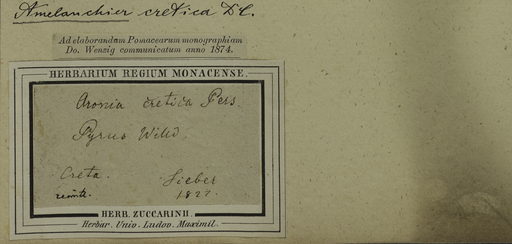 Amelanchier cretica DC.
Ad elaborandam Pomacearum monographiam
Do. Wenzig communicatum anno 1874.
HERBARIUM REGIUM MONACENSE.
Aronia cretica Pers.
Pyrus Willd.
Creta. Sieber
1827.
HERB. ZUCCARINII.
Herbar. Univ. Ludov. Maximil.